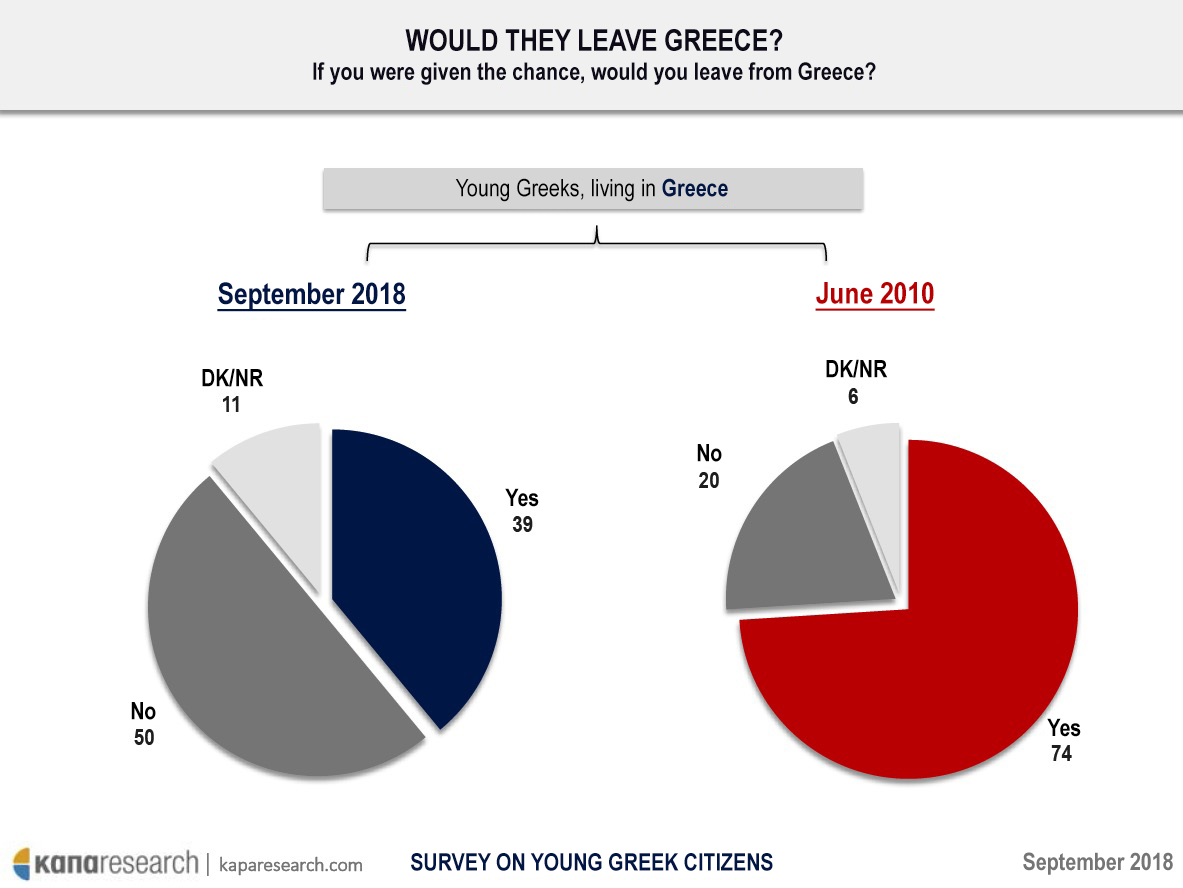 WOULD THEY LEAVE GREECE?
If you were given the chance, would you leave from Greece?
Young Greeks, living in Greece
September 2018
June 2010
DK/NR
11
Yes
39
No
50
DK/NR
6
No
20
Yes
74
καπαresearch | kaparesearch.com
SURVEY ON YOUNG GREEK CITIZENS
September 2018